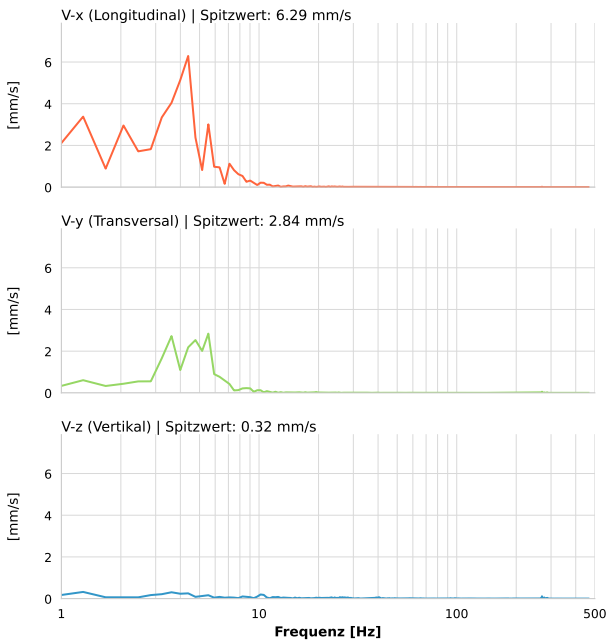 V-x (Longitudinal) | Spitzwert: 6.29 mm/s
6
4
2
0
[mm/s]
V-y (Transversal) | Spitzwert: 2.84 mm/s
6
4
2
0
[mm/s]
V-z (Vertikal) | Spitzwert: 0.32 mm/s
6
4
2
0
[mm/s]
1 10 100 500
Frequenz [Hz]